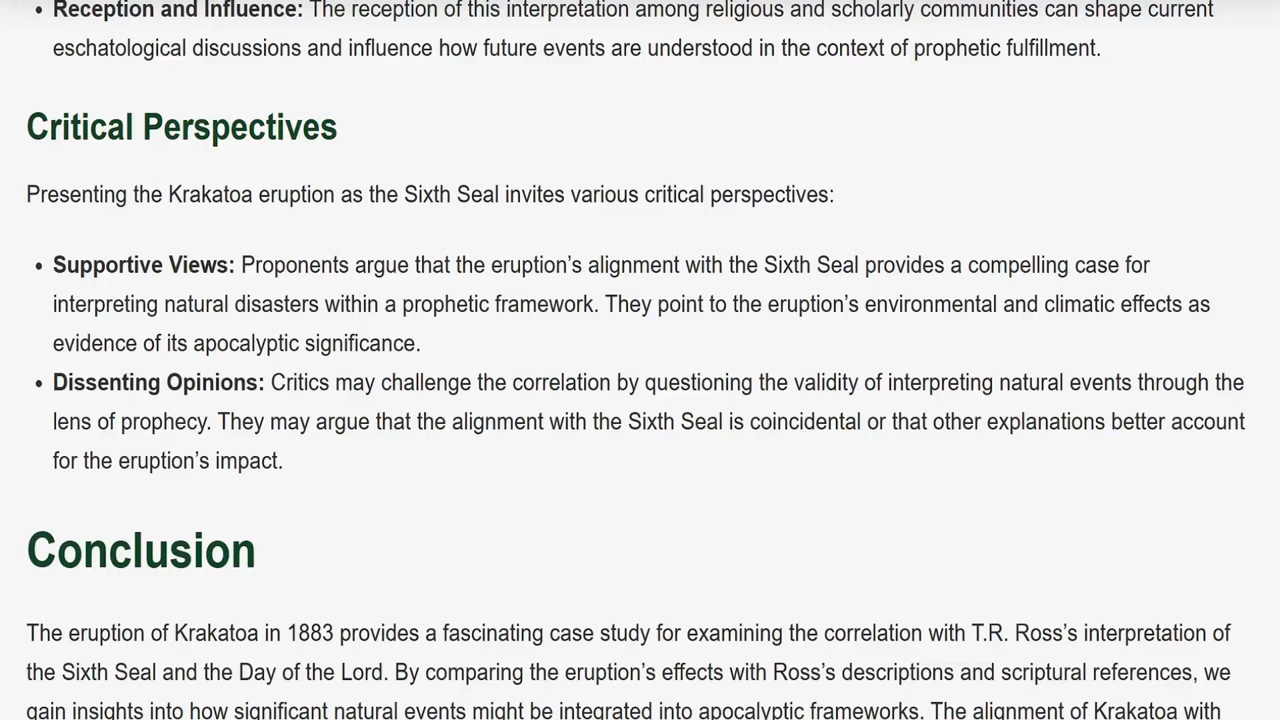 • Reception and Influence: The reception of this interpretation among religious and scholarly communities can shape current
eschatological discussions and influence how future events are understood in the context of prophetic fulfillment.
Critical Perspectives
Presenting the Krakatoa eruption as the Sixth Seal invites various critical perspectives:
• Supportive Views: Proponents argue that the eruption’s alignment with the Sixth Seal provides a compelling case for
interpreting natural disasters within a prophetic framework. They point to the eruption’s environmental and climatic effects as
evidence of its apocalyptic significance.
• Dissenting Opinions: Critics may challenge the correlation by questioning the validity of interpreting natural events through the
lens of prophecy. They may argue that the alignment with the Sixth Seal is coincidental or that other explanations better account
for the eruption’s impact.
Conclusion
The eruption of Krakatoa in 1883 provides a fascinating case study for examining the correlation with T.R. Ross’s interpretation of
the Sixth Seal and the Day of the Lord. By comparing the eruption’s effects with Ross’s descriptions and scriptural references, we
gain insights into how significant natural events might be integrated into apocalyptic frameworks. The alignment of Krakatoa with